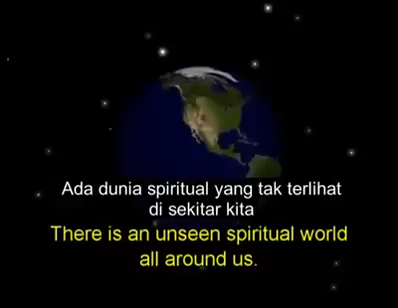 Ada dunia spiritual yang tak terlihat
di sekitar kita
There is an unseen spiritual world
all around us.